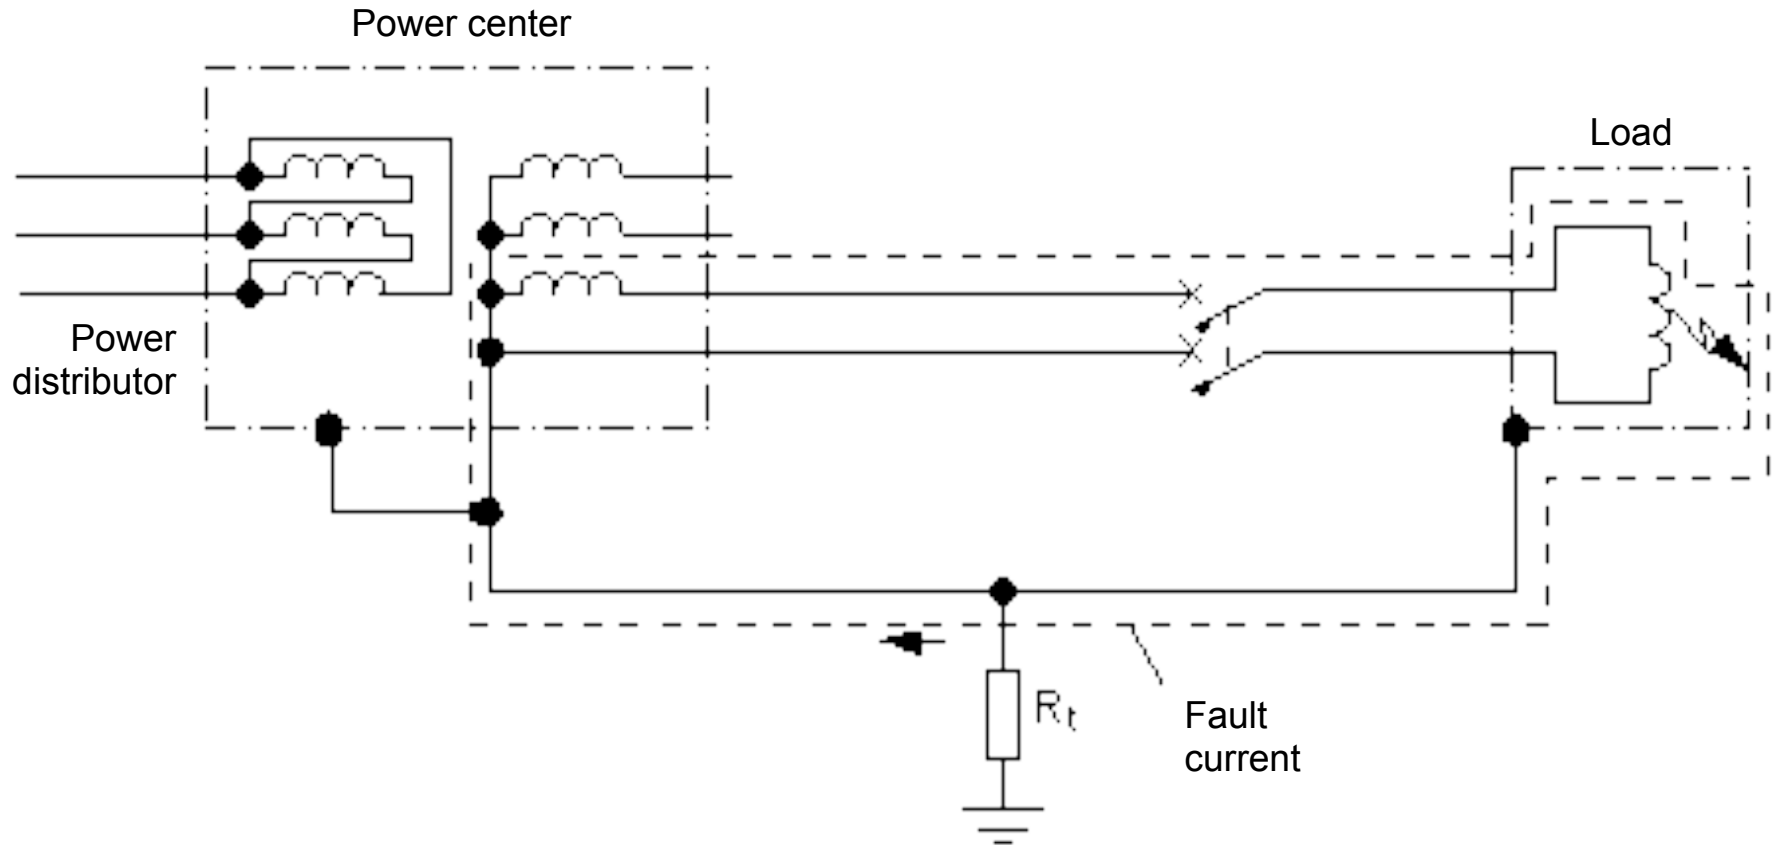 Power center
Load
Power
distributor
Rt
Fault
current